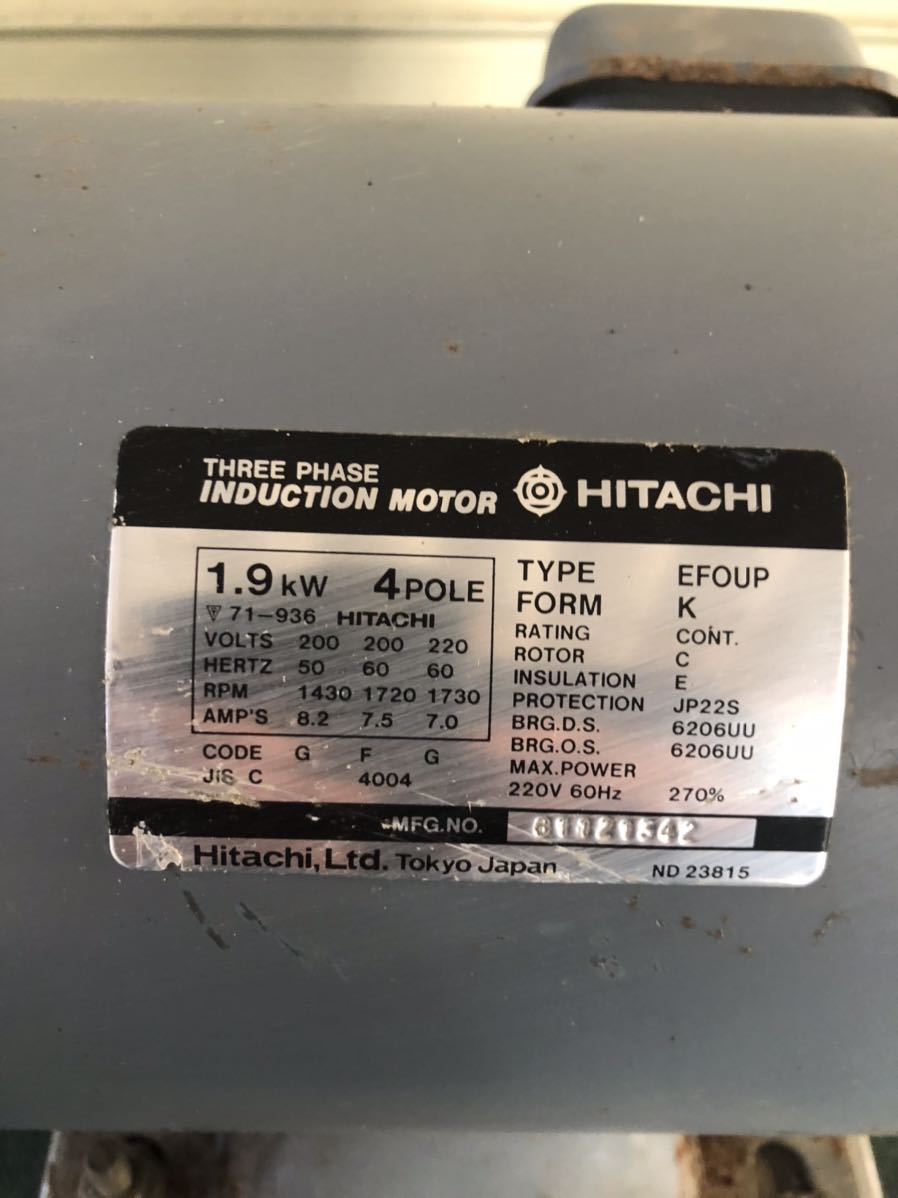 THREE PHASE
INDUCTION MOTOR HITACHI
1.9 kW 4 POLE
71-936 HITACHI
VOLTS 200 200 220
HERTZ 50 60 60
RPM 1430 1720 1730
AMP'S 8.2 7.5 7.0
CODE G F G
JIS C 4004
TYPE EFOUP
FORM K
RATING CONT.
ROTOR C
INSULATION E
PROTECTION JP22S
BRG.D.S. 6206UU
BRG.O.S. 6206UU
MAX.POWER
220V 60Hz 270%
MFG.NO.
Hitachi,Ltd. Tokyo Japan ND 23815